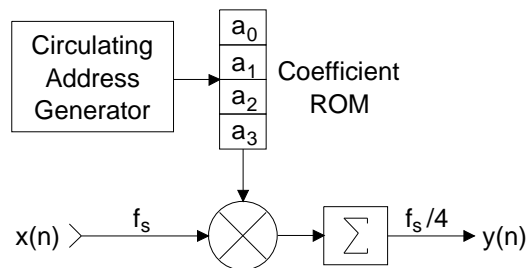 Circulating
Address
Generator
a₀
a₁
a₂
a₃
Coefficient
ROM
x(n)
fₛ
Σ
fₛ/4
y(n)